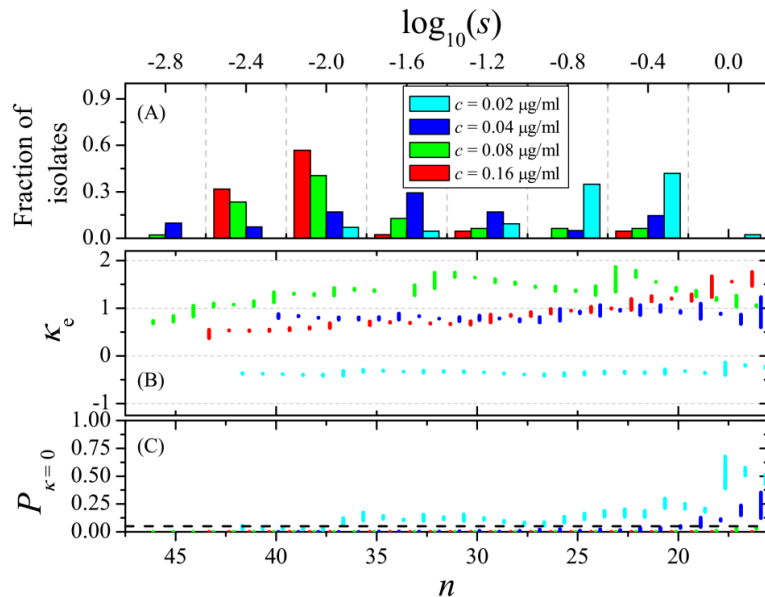 log10(s)
-2.8 -2.4 -2.0 -1.6 -1.2 -0.8 -0.4 0.0
(A)
Fraction of
isolates
0.9
0.6
0.3
0.0
c = 0.02 μg/ml
c = 0.04 μg/ml
c = 0.08 μg/ml
c = 0.16 μg/ml
κe
2
1
0
-1
(B)
Pκ=0
1.00
0.75
0.50
0.25
0.00
(C)
45 40 35 30 25 20
n